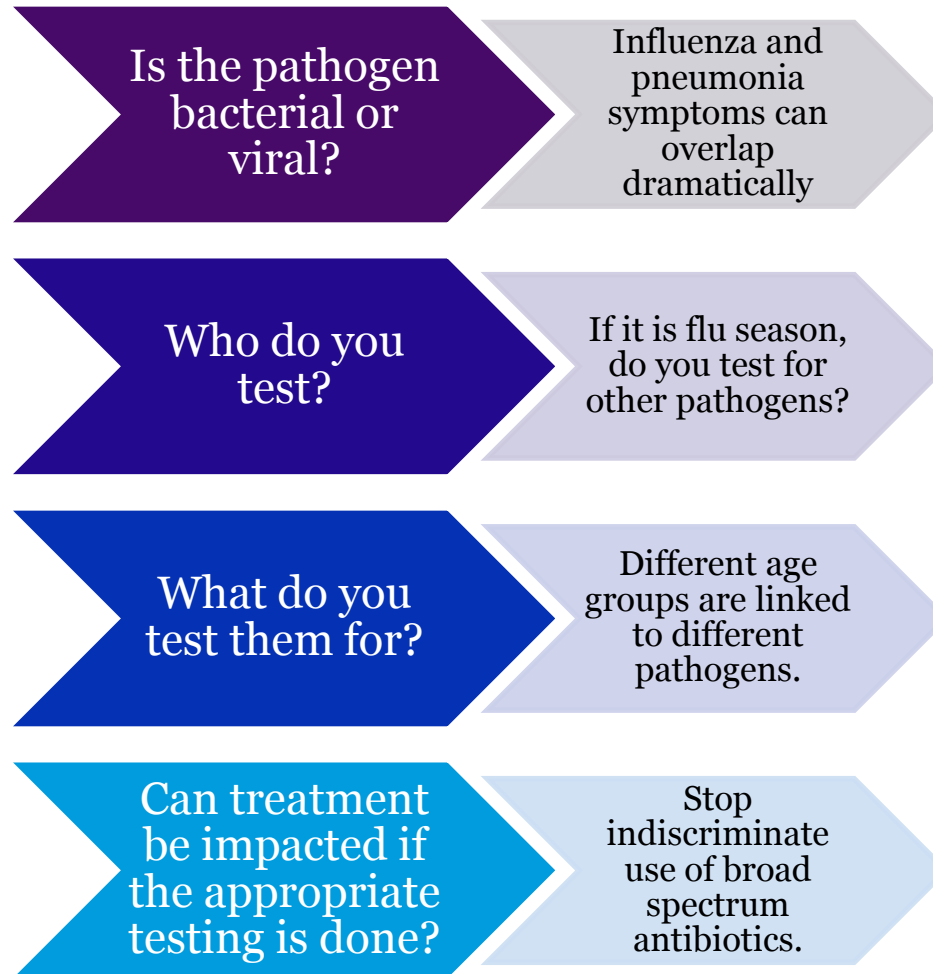 Is the pathogen
bacterial or
viral?
Influenza and
pneumonia
symptoms can
overlap
dramatically
Who do you
test?
If it is flu season,
do you test for
other pathogens?
What do you
test them for?
Different age
groups are linked
to different
pathogens.
Can treatment
be impacted if
the appropriate
testing is done?
Stop
indiscriminate
use of broad
spectrum
antibiotics.